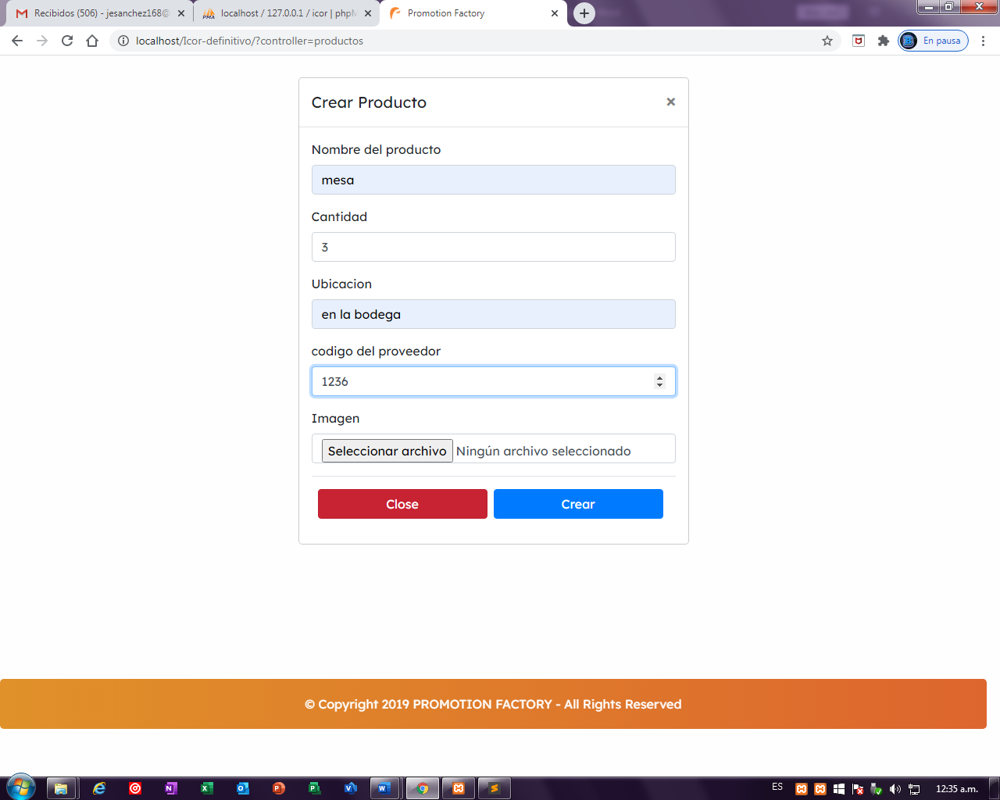 Recibidos (506) - jesanchez168@
localhost / 127.0.0.1 / icor | phpM
Promotion Factory
localhost/Icor-definitivo/?controller=productos
En pausa
Crear Producto
Nombre del producto
mesa
Cantidad
3
Ubicacion
en la bodega
codigo del proveedor
1236
Imagen
Seleccionar archivo Ningún archivo seleccionado
Close
Crear
© Copyright 2019 PROMOTION FACTORY - All Rights Reserved
ES
12:35 a.m.